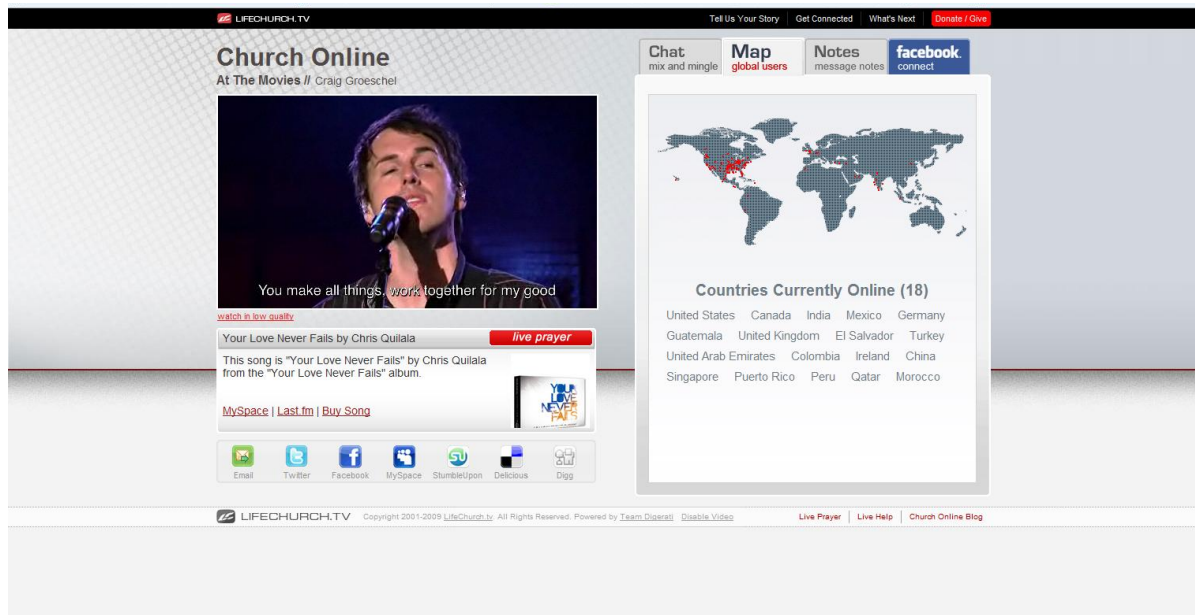 LIFECHURCH.TV
Tell Us Your Story
Get Connected
What's Next
Donate / Give
Church Online
At The Movies // Craig Groeschel
You make all things, work together for my good
watch in low quality
Your Love Never Fails by Chris Quilala
live prayer
This song is "Your Love Never Fails" by Chris Quilala
from the "Your Love Never Fails" album.
YOUR
LOVE
NEVER
FAILS
MySpace | Last.fm | Buy Song
Email
Twitter
Facebook
MySpace
StumbleUpon
Delicious
Digg
Chat
mix and mingle
Map
global users
Notes
message notes
facebook.
connect
Countries Currently Online (18)
United States Canada India Mexico Germany
Guatemala United Kingdom El Salvador Turkey
United Arab Emirates Colombia Ireland China
Singapore Puerto Rico Peru Qatar Morocco
LIFECHURCH.TV
Copyright 2001-2009 LifeChurch.tv. All Rights Reserved. Powered by Team Digerati Disable Video
Live Prayer
Live Help
Church Online Blog